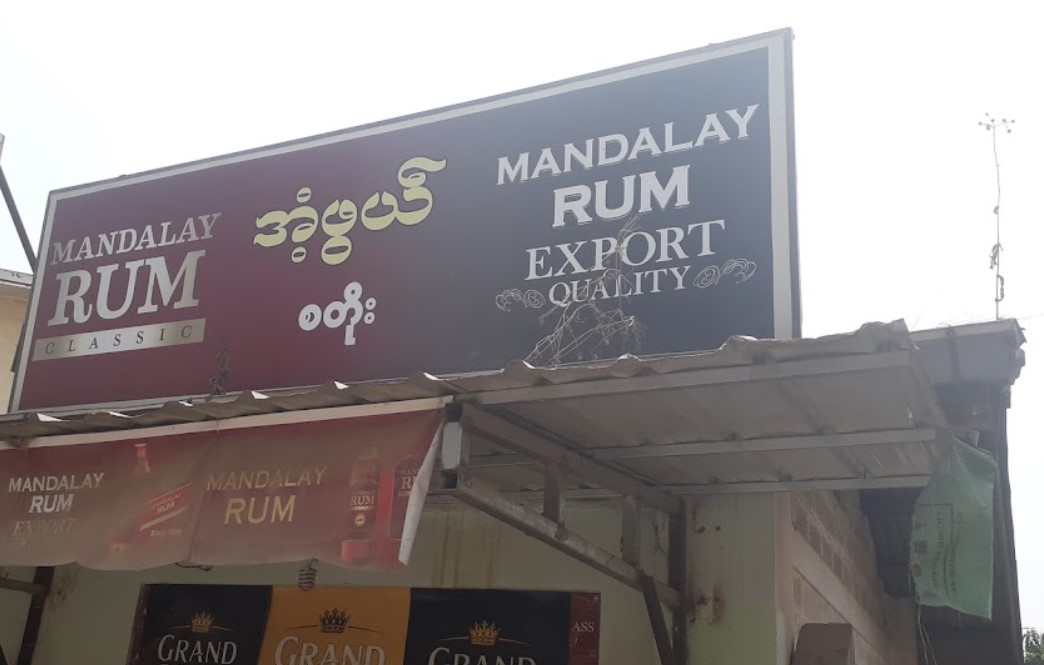 MANDALAY
RUM
CLASSIC
အံ့ဖွယ်
စတိုး
MANDALAY
RUM
EXPORT
QUALITY
MANDALAY
RUM
EXPORT
MANDALAY
RUM
RUM
GRAND
GRAND
GRAND